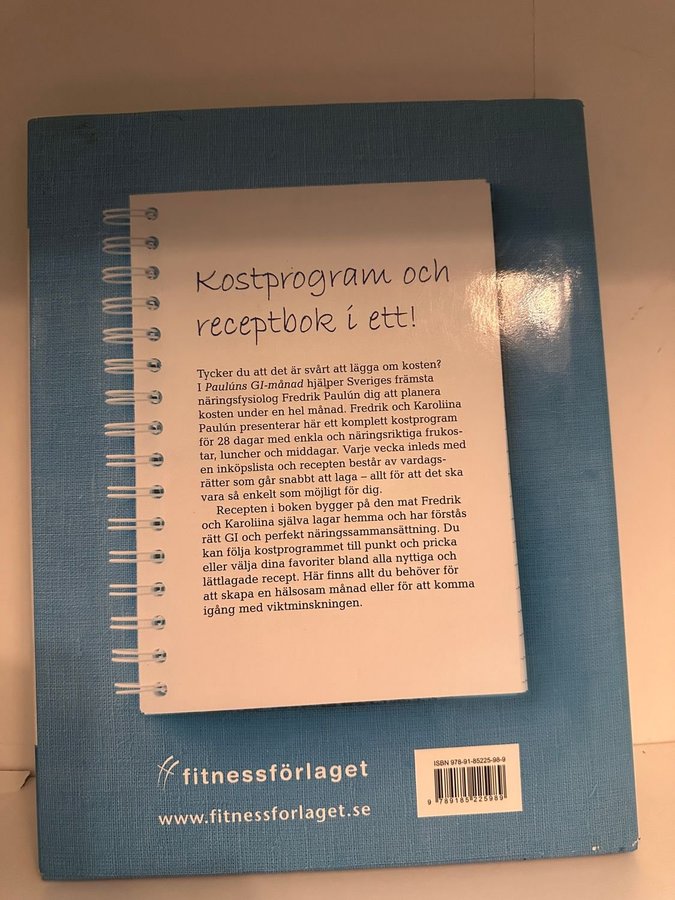 Kostprogram och
receptbok i ett!
Tycker du att det är svårt att lägga om kosten?
I Paulúns GI-månad hjälper Sveriges främsta
näringsfysiolog Fredrik Paulún dig att planera
kosten under en hel månad. Fredrik och Karoliina
Paulún presenterar här ett komplett kostprogram
för 28 dagar med enkla och näringsriktiga frukos-
tar, luncher och middagar. Varje vecka inleds med
en inköpslista och recepten består av vardags-
rätter som går snabbt att laga – allt för att det ska
vara så enkelt som möjligt för dig.
Recepten i boken bygger på den mat Fredrik
och Karoliina själva lagar hemma och har förstås
rätt GI och perfekt näringssammansättning. Du
kan följa kostprogrammet till punkt och pricka
eller välja dina favoriter bland alla nyttiga och
lättlagade recept. Här finns allt du behöver för
att skapa en hälsosam månad eller för att komma
igång med viktminskningen.
fitnessförlaget
www.fitnessforlaget.se
ISBN 978-91-85225-98-9
9 789185 225989